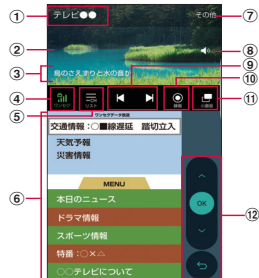 ① テレビ●● その他 ⑦
② ⑧
③ 鳥のさえずりと水の音が ⑨
⑩
④ ワンセグ リスト 録画 小画面 ⑪
⑤ ワンセグデータ放送
交通情報:○■線遅延 踏切立入
天気予報
災害情報
MENU
⑥ 本日のニュース OK ⑫
ドラマ情報
スポーツ情報
特番:○×△
○○テレビについて